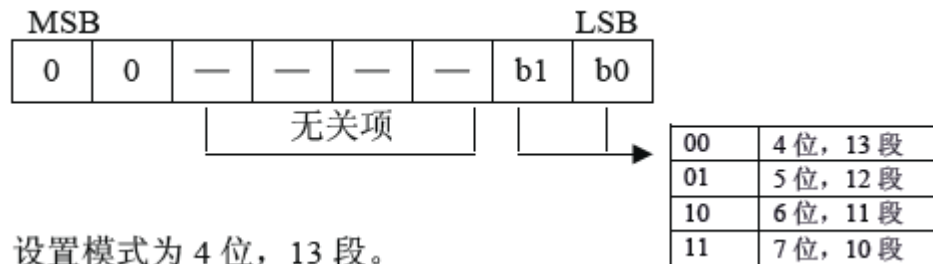 MSB LSB
0 0 — — — — b1 b0
无关项
00 4 位，13 段
01 5 位，12 段
10 6 位，11 段
11 7 位，10 段
设置模式为 4 位，13 段。